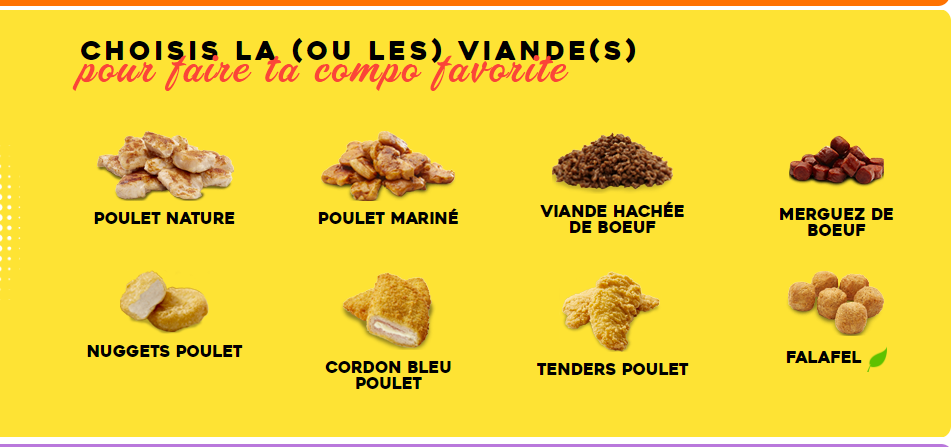 CHOISIS LA (OU LES) VIANDE(S)
pour faire ta compo favorite
POULET NATURE
POULET MARINÉ
VIANDE HACHÉE
DE BOEUF
MERGUEZ DE
BOEUF
NUGGETS POULET
CORDON BLEU
POULET
TENDERS POULET
FALAFEL